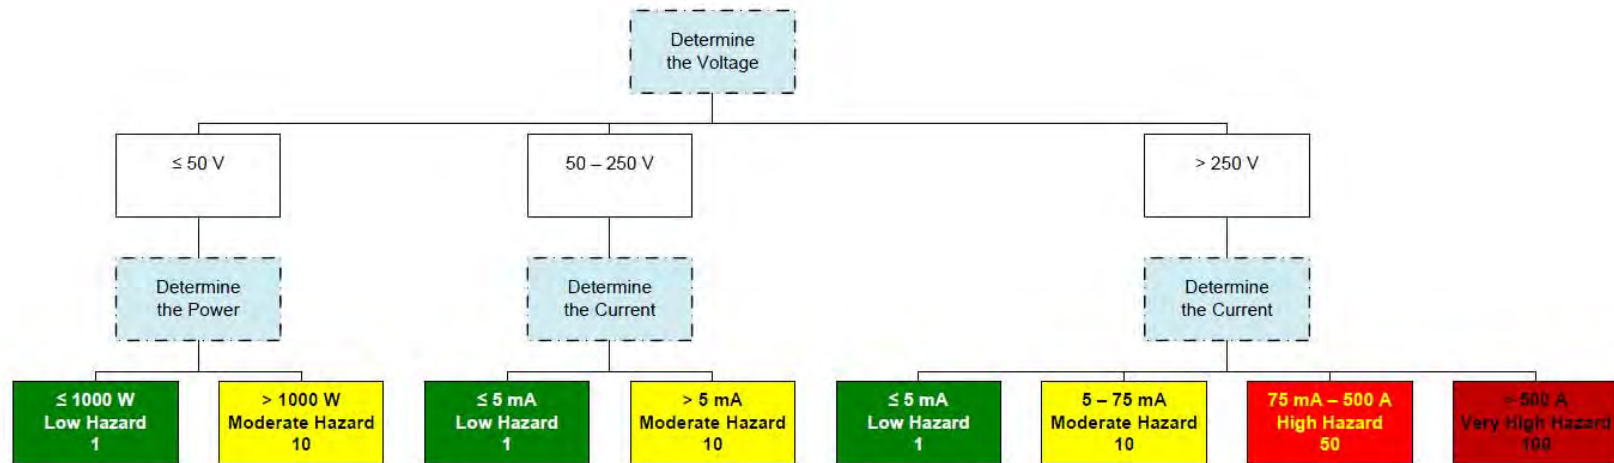 Determine
the Voltage
≤ 50 V
50 – 250 V
> 250 V
Determine
the Power
Determine
the Current
Determine
the Current
≤ 1000 W
Low Hazard
1
> 1000 W
Moderate Hazard
10
≤ 5 mA
Low Hazard
1
> 5 mA
Moderate Hazard
10
≤ 5 mA
Low Hazard
1
5 – 75 mA
Moderate Hazard
10
75 mA – 500 A
High Hazard
50
> 500 A
Very High Hazard
100